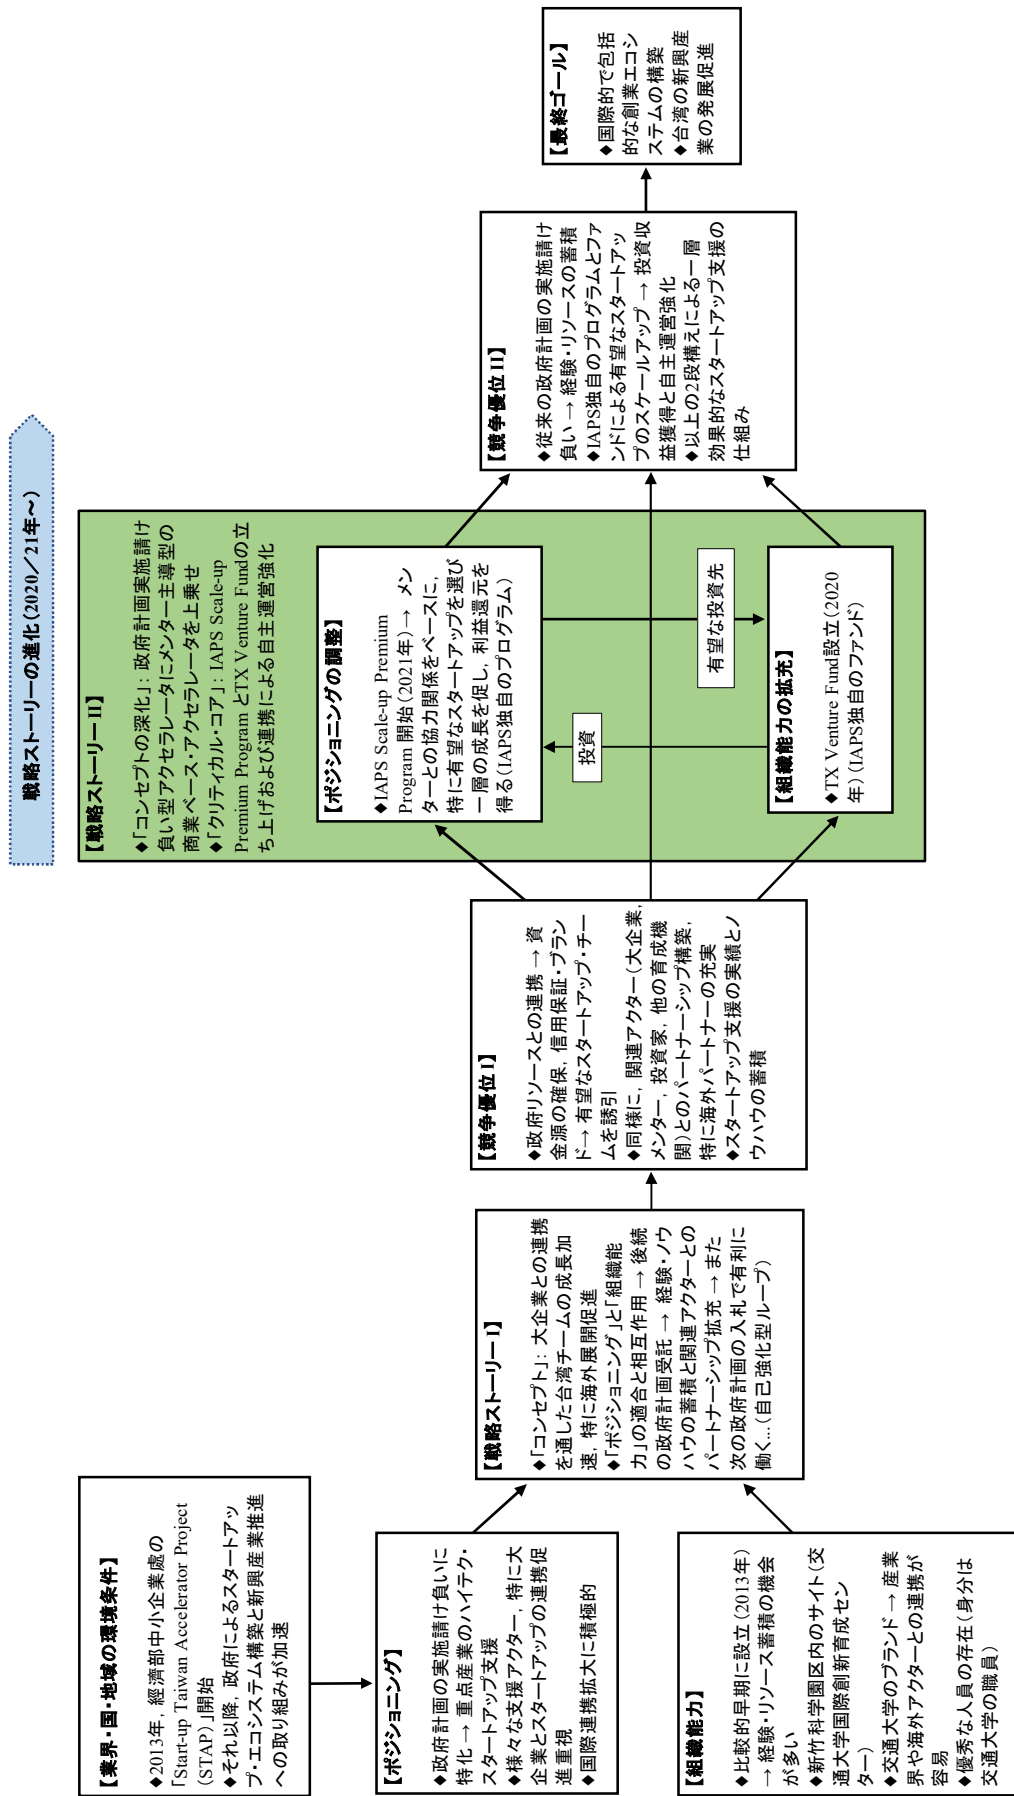 戦略ストーリーの進化(2020/21年～)
【業界・国・地域の環境条件】
◆2013年，經濟部中小企業處の
「Start-up Taiwan Accelerator Project
(STAP)」開始
◆それ以降，政府によるスタートアッ
プ・エコシステム構築と新興産業推進
への取り組みが加速
【ポジショニング】
◆政府計画の実施請け負いに
特化 → 重点産業のハイテク・
スタートアップ支援
◆様々な支援アクター，特に大
企業とスタートアップの連携促
進重視
◆国際連携拡大に積極的
【組織能力】
◆比較的早期に設立(2013年)
→ 経験・リソース蓄積の機会
が多い
◆新竹科学園区内のサイト(交
通大学国際創新育成セン
ター)
◆交通大学のブランド → 産業
界や海外アクターとの連携が
容易
◆優秀な人員の存在(身分は
交通大学の職員)
【戦略ストーリー I】
◆「コンセプト」: 大企業との連携
を通した台湾チームの成長加
速，特に海外展開促進
◆「ポジショニング」と「組織能
力」の適合と相互作用 → 後続
の政府計画受託 → 経験・ノウ
ハウの蓄積と関連アクターとの
パートナーシップ拡充 → また
次の政府計画の入札で有利に
働く...(自己強化型ループ)
【競争優位 I】
◆政府リソースとの連携 → 資
金源の確保，信用保証・ブラン
ド→ 有望なスタートアップ・チー
ムを誘引
◆同様に，関連アクター(大企業，
メンター，投資家，他の育成機
関)とのパートナーシップ構築，
特に海外パートナーの充実
◆スタートアップ支援の実績とノ
ウハウの蓄積
【戦略ストーリー II】
◆「コンセプトの深化」: 政府計画実施請け
負い型アクセラレータにメンター主導型の
商業ベース・アクセラレータを上乗せ
◆「クリティカル・コア」: IAPS Scale-up
Premium Program とTX Venture Fundの立
ち上げおよび連携による自主運営強化
【ポジショニングの調整】
◆IAPS Scale-up Premium
Program 開始(2021年)→ メン
ターとの協力関係をベースに，
特に有望なスタートアップを選び
一層の成長を促し，利益還元を
得る(IAPS独自のプログラム)
投資
有望な投資先
【組織能力の拡充】
◆TX Venture Fund設立(2020
年)(IAPS独自のファンド)
【競争優位 II】
◆従来の政府計画の実施請け
負い → 経験・リソースの蓄積
◆IAPS独自のプログラムとファ
ンドによる有望なスタートアッ
プのスケールアップ → 投資収
益獲得と自主運営強化
◆以上の2段構えによる一層
効果的なスタートアップ支援の
仕組み
【最終ゴール】
◆国際的で包括
的な創業エコシ
ステムの構築
◆台湾の新興産
業の発展促進